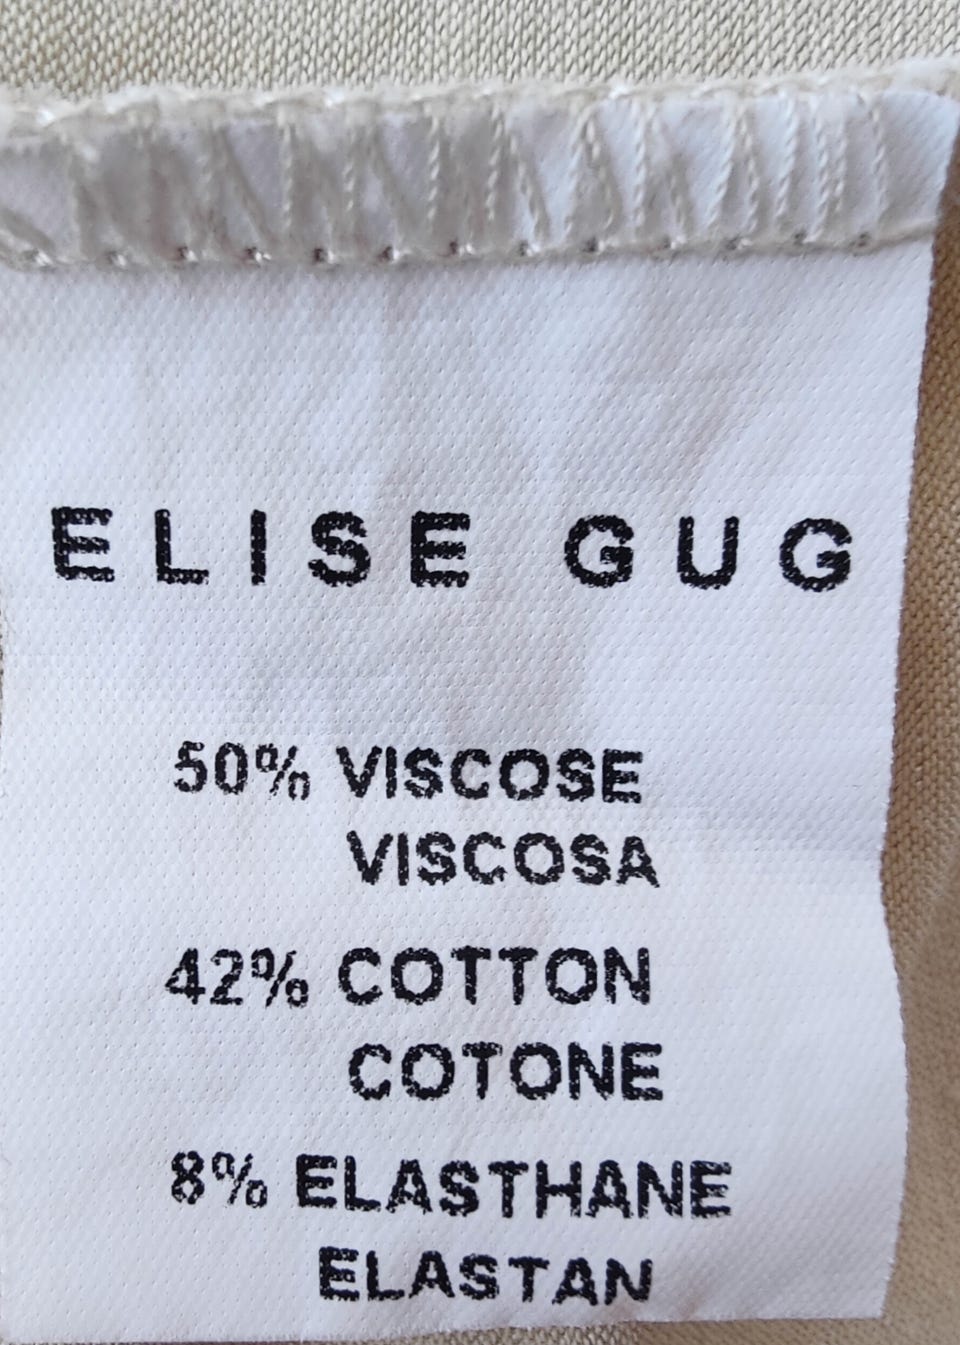 ELISE GUG
50% VISCOSE
VISCOSA
42% COTTON
COTONE
8% ELASTHANE
ELASTAN